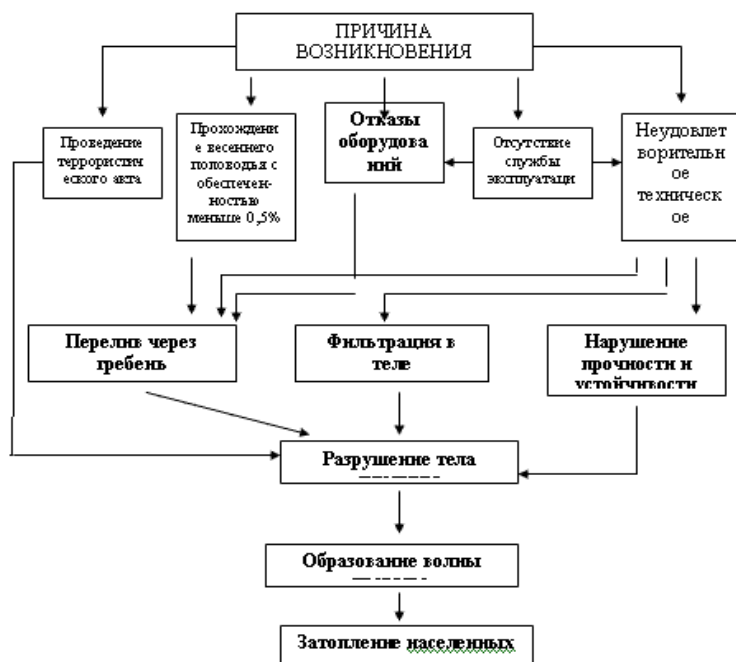 ПРИЧИНА
ВОЗНИКНОВЕНИЯ
Проведение
террористич
еского акта
Прохождени
е весеннего
половодья с
обеспечен-
ностью
меньше 0,5%
Отказы
оборудова
ний
Отсутствие
службы
эксплуатаци
Неудовлет
ворительн
ое
техническ
ое
Перелив через
гребень
Фильтрация в
теле
Нарушение
прочности и
устойчивости
Разрушение тела
Образование волны
Затопление населенных